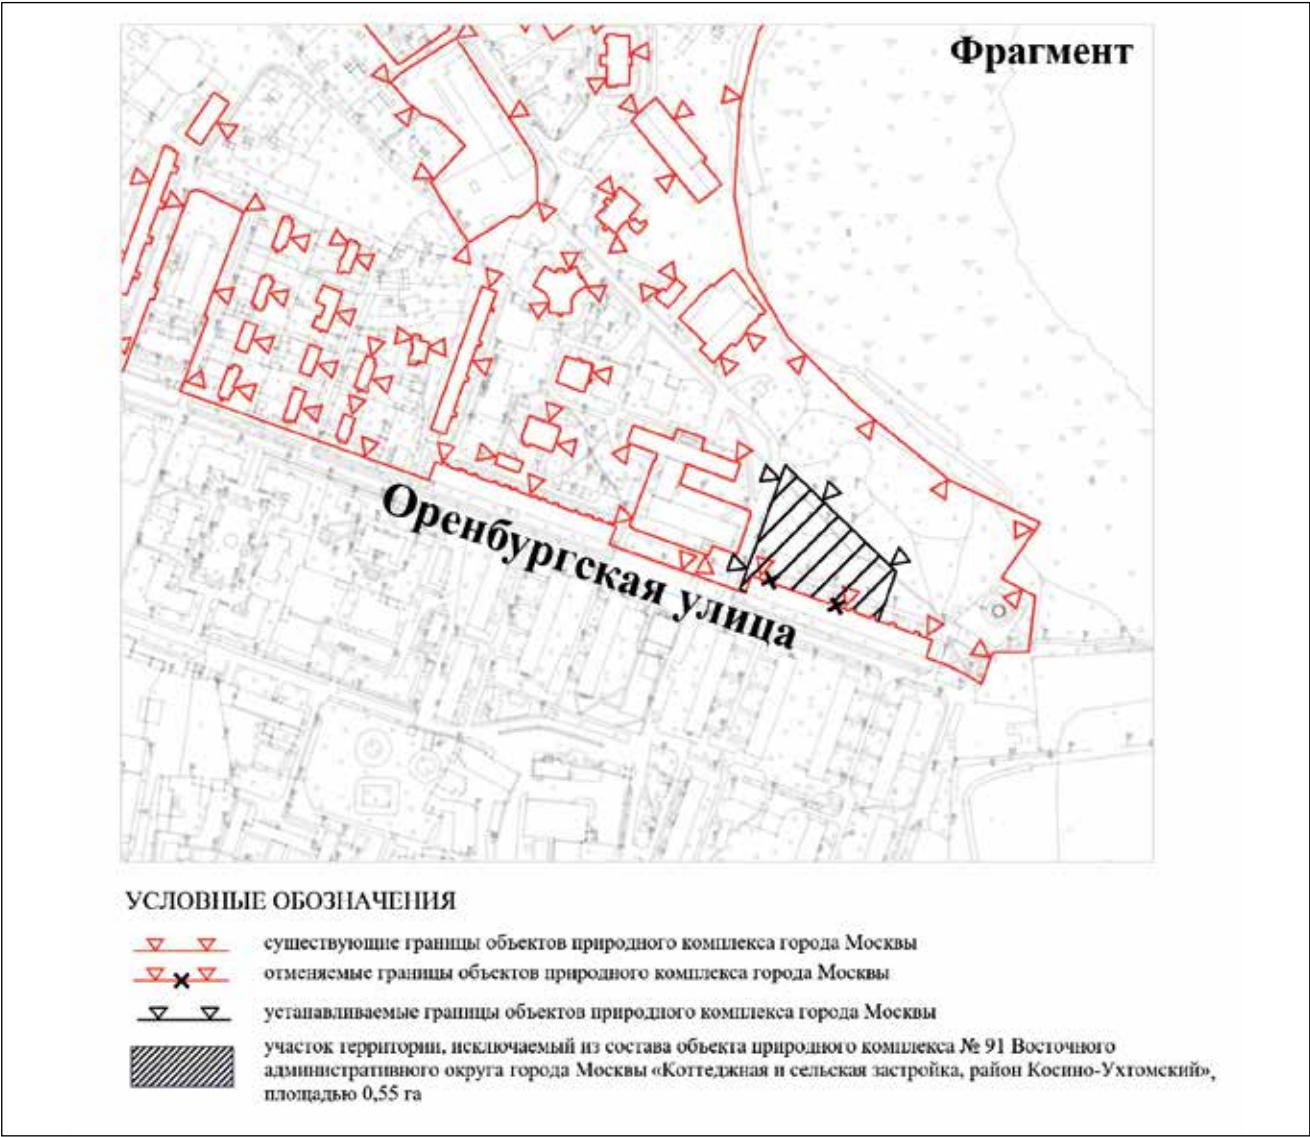 Фрагмент
Оренбургская улица
УСЛОВНЫЕ ОБОЗНАЧЕНИЯ
существующие границы объектов природного комплекса города Москвы
отменяемые границы объектов природного комплекса города Москвы
устанавливаемые границы объектов природного комплекса города Москвы
участок территории, исключаемый из состава объекта природного комплекса № 91 Восточного
административного округа города Москвы «Коттеджная и сельская застройка, район Косино-Ухтомский»,
площадью 0,55 га